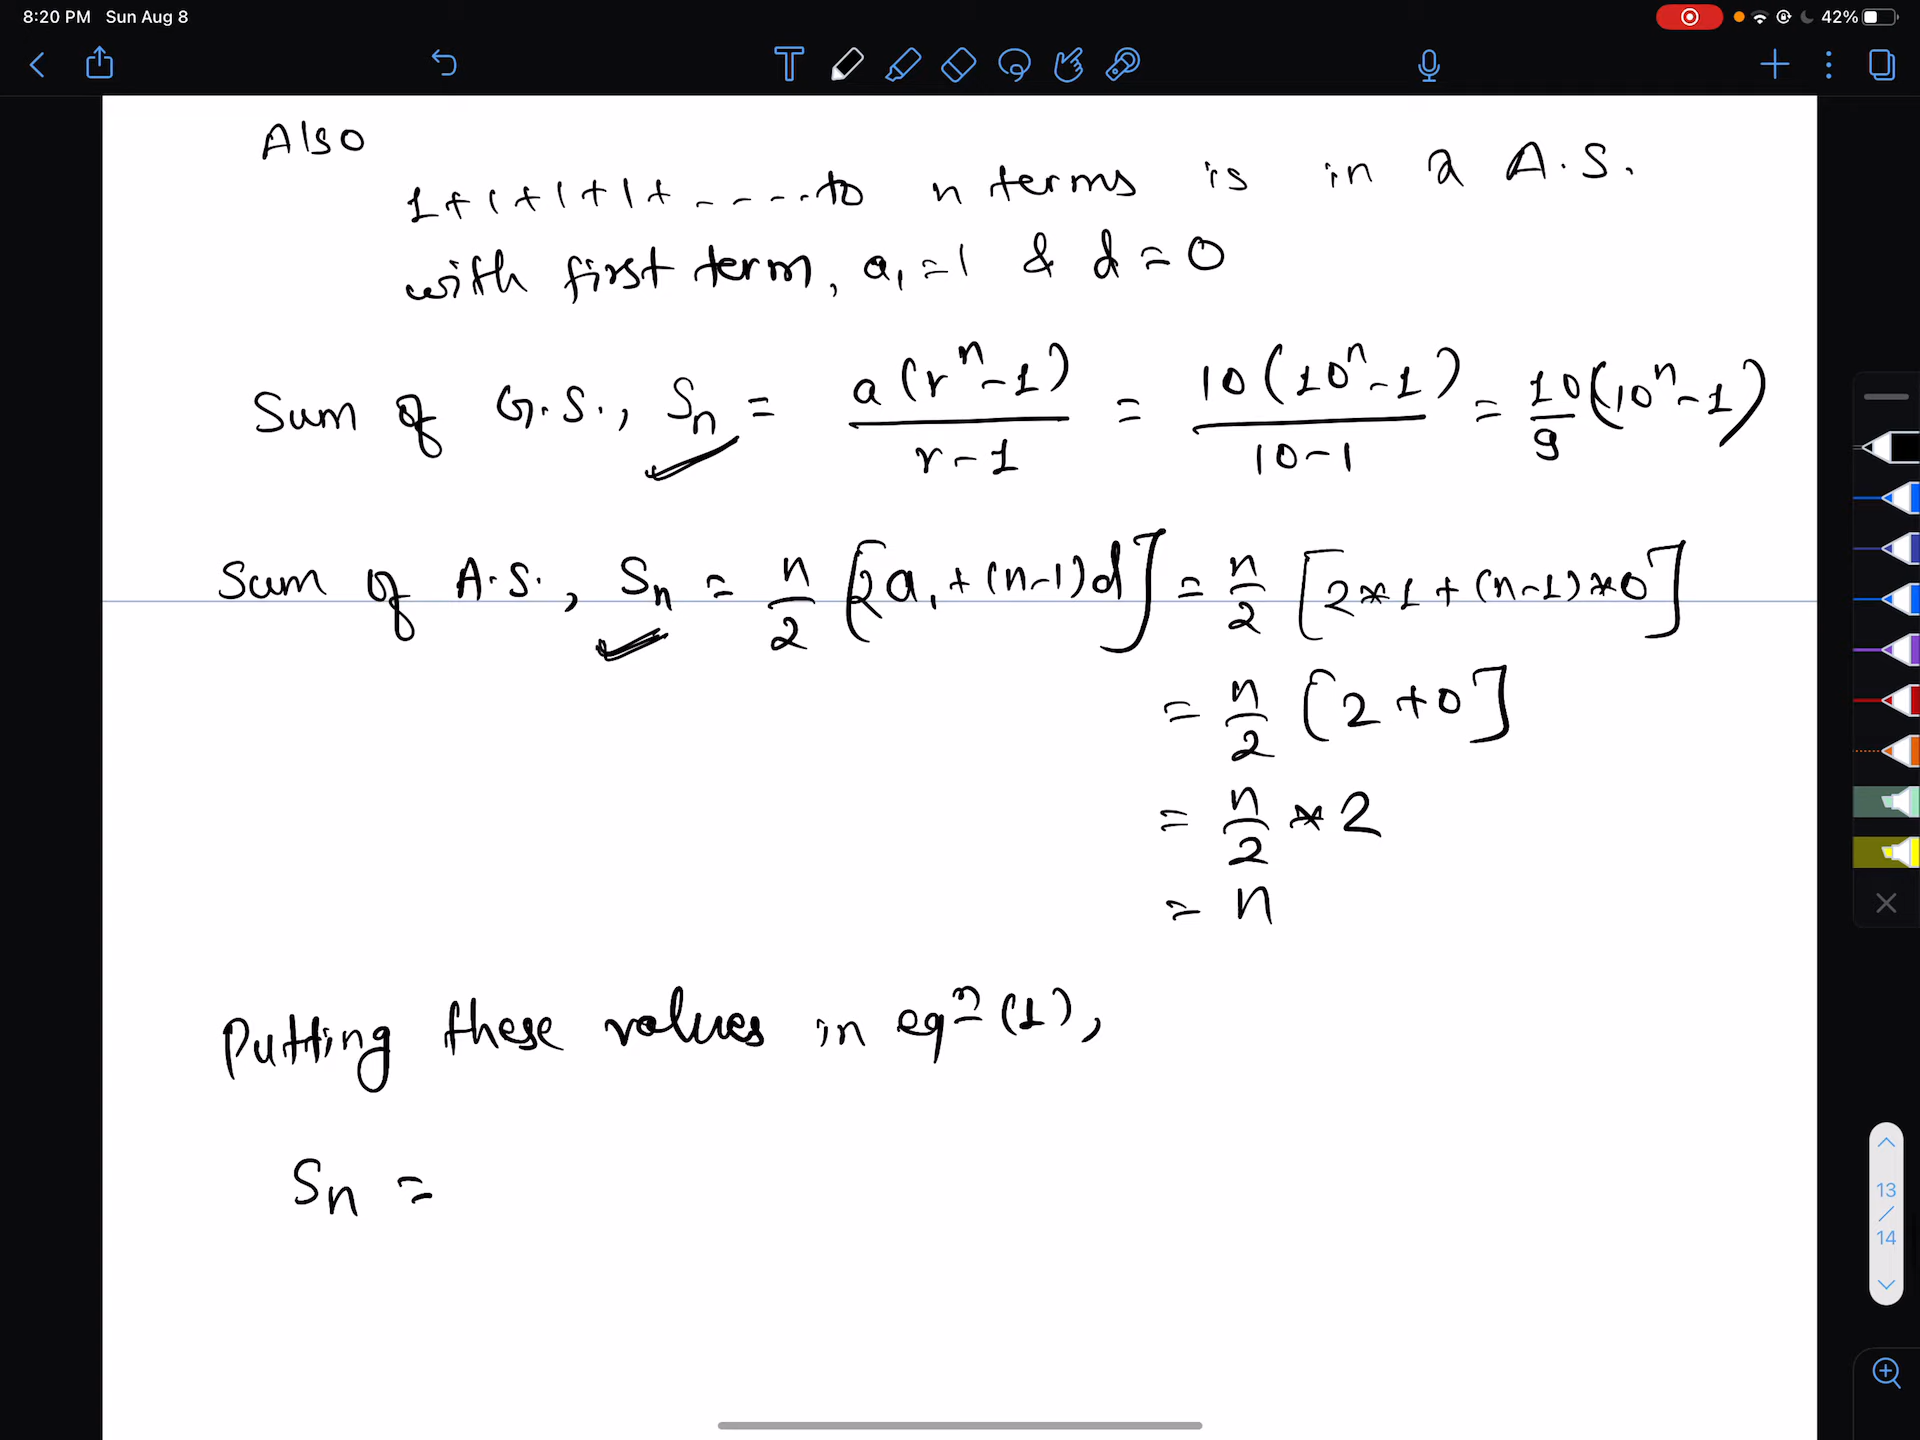 8:20 PM Sun Aug 8 42%
Also
1+1+1+1+ - - - ... to n terms is in a A.S.
with first term, a₁=1 & d=0
Sum of G.S., Sn = a(rⁿ-1)/(r-1) = 10(10ⁿ-1)/(10-1) = 10/9(10ⁿ-1)
Sum of A.S., Sn = n/2 [2a₁+(n-1)d] = n/2 [2*1+(n-1)*0]
= n/2 [2+0]
= n/2 * 2
= n
Putting these values in eqⁿ (1),
Sn =
13
/
14